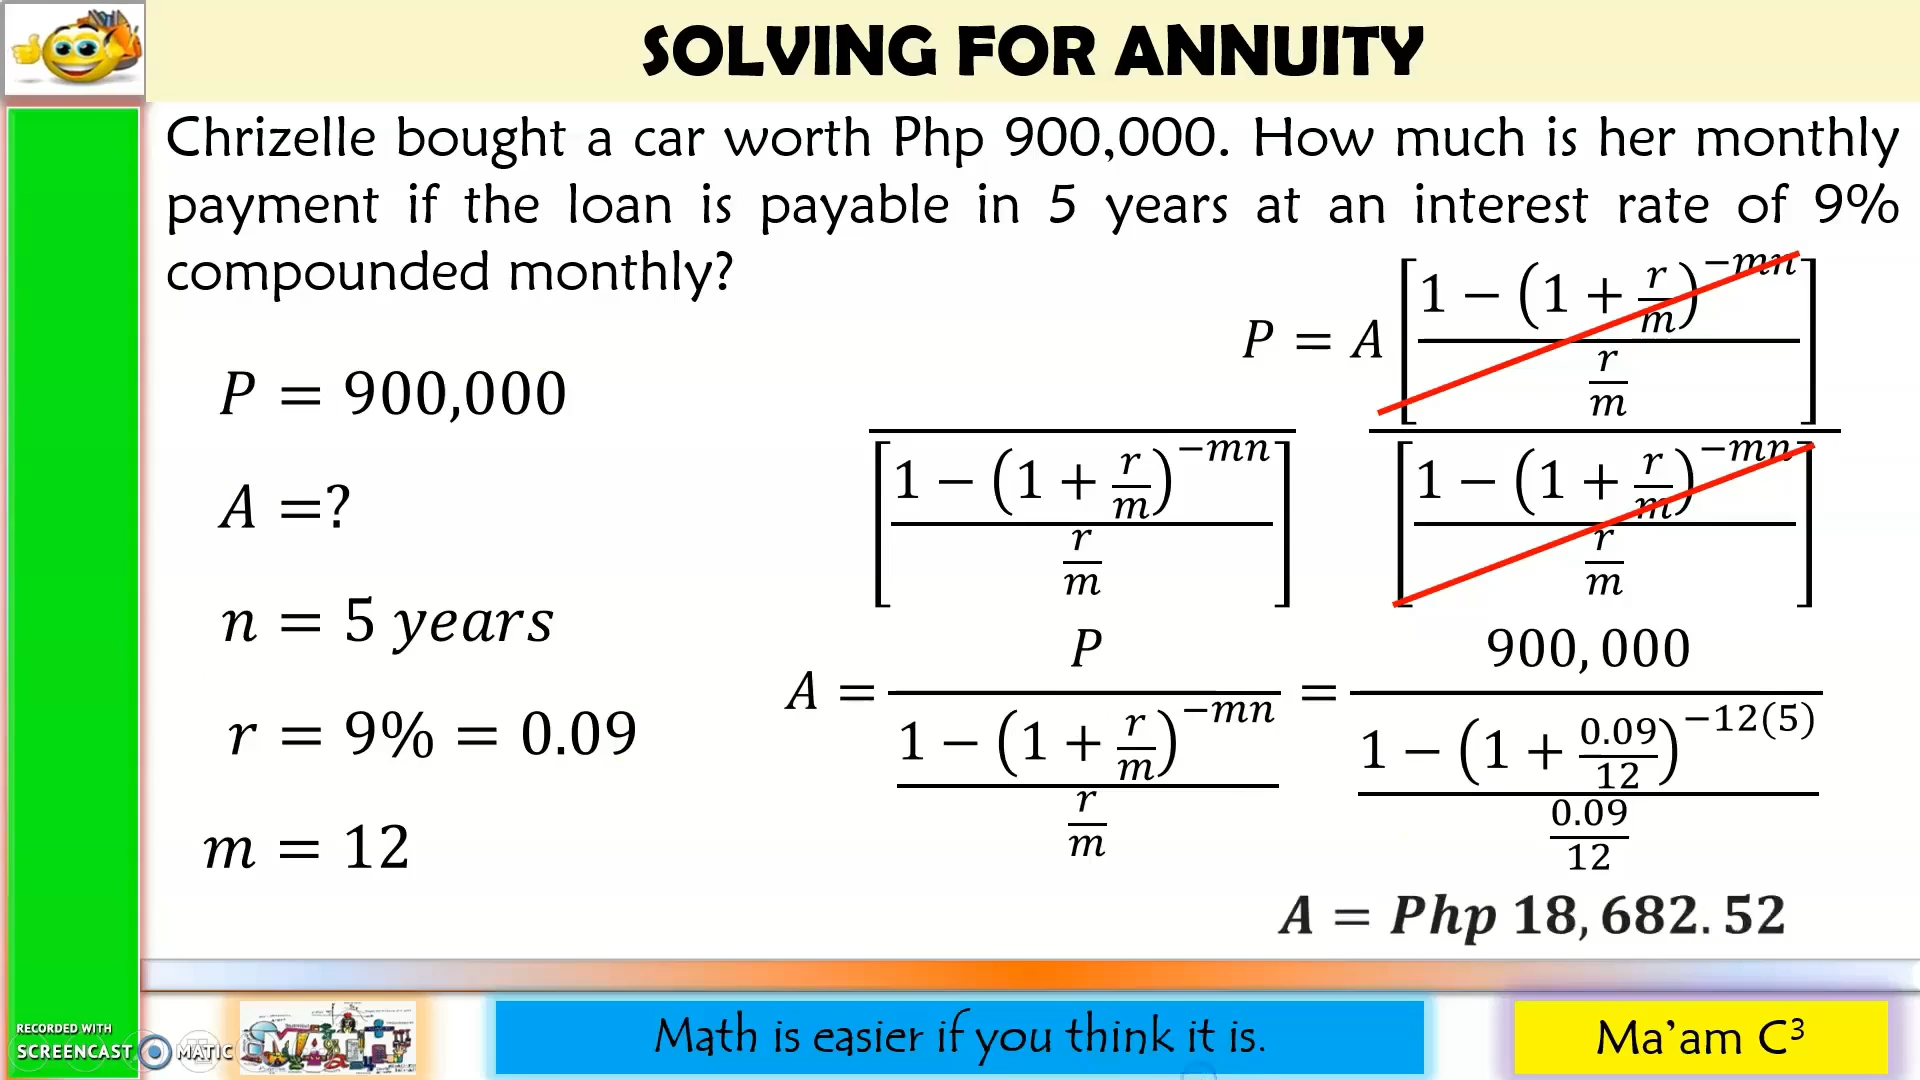 SOLVING FOR ANNUITY
Chrizelle bought a car worth Php 900,000. How much is her monthly
payment if the loan is payable in 5 years at an interest rate of 9%
compounded monthly?
P = A [ (1 − (1 + r/m)^(−mn)) / (r/m) ]
[ (1 − (1 + r/m)^(−mn)) / (r/m) ] [ (1 − (1 + r/m)^(−mn)) / (r/m) ]
P = 900,000
A =?
n = 5 years
r = 9% = 0.09
m = 12
A = P / ((1 − (1 + r/m)^(−mn)) / (r/m)) = 900,000 / ((1 − (1 + 0.09/12)^(−12(5))) / (0.09/12))
A = Php 18,682.52
RECORDED WITH
SCREENCAST MATIC
MATH
Math is easier if you think it is.
Ma’am C³